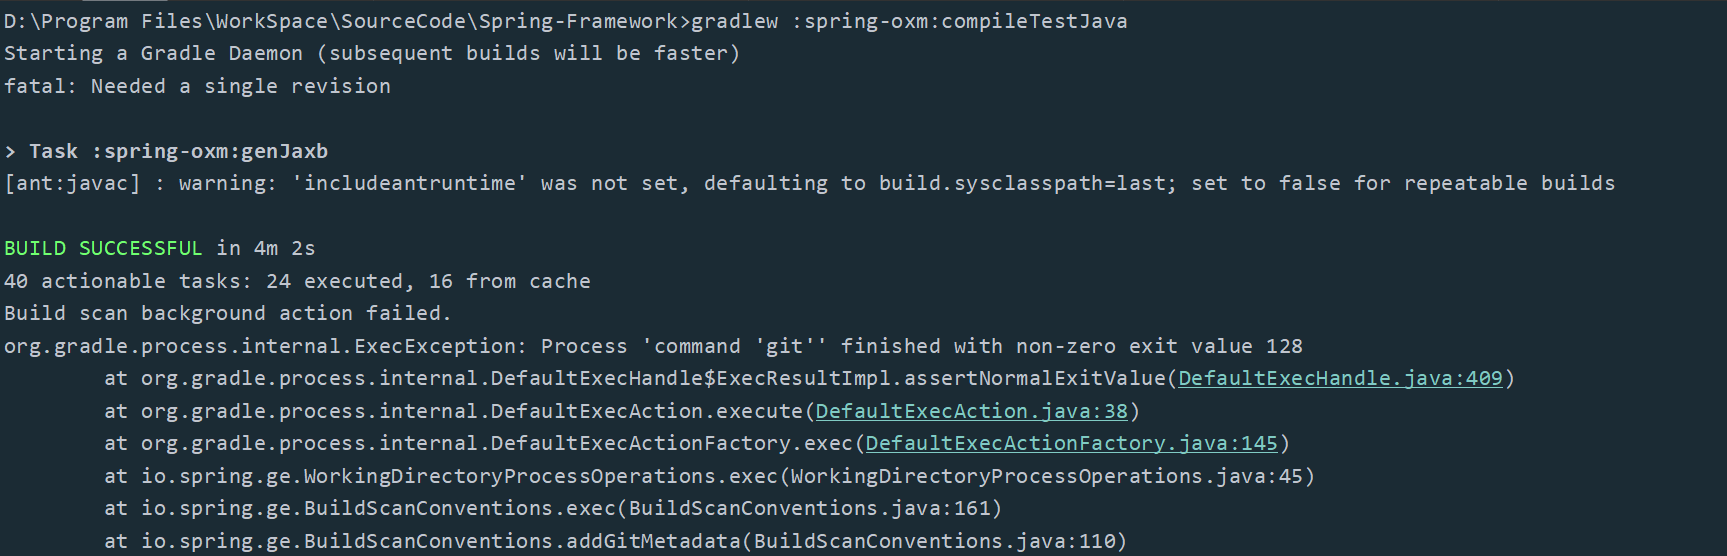 D:\Program Files\WorkSpace\SourceCode\Spring-Framework>gradlew :spring-oxm:compileTestJava
Starting a Gradle Daemon (subsequent builds will be faster)
fatal: Needed a single revision
> Task :spring-oxm:genJaxb
[ant:javac] : warning: 'includeantruntime' was not set, defaulting to build.sysclasspath=last; set to false for repeatable builds
BUILD SUCCESSFUL in 4m 2s
40 actionable tasks: 24 executed, 16 from cache
Build scan background action failed.
org.gradle.process.internal.ExecException: Process 'command 'git'' finished with non-zero exit value 128
at org.gradle.process.internal.DefaultExecHandle$ExecResultImpl.assertNormalExitValue(DefaultExecHandle.java:409)
at org.gradle.process.internal.DefaultExecAction.execute(DefaultExecAction.java:38)
at org.gradle.process.internal.DefaultExecActionFactory.exec(DefaultExecActionFactory.java:145)
at io.spring.ge.WorkingDirectoryProcessOperations.exec(WorkingDirectoryProcessOperations.java:45)
at io.spring.ge.BuildScanConventions.exec(BuildScanConventions.java:161)
at io.spring.ge.BuildScanConventions.addGitMetadata(BuildScanConventions.java:110)